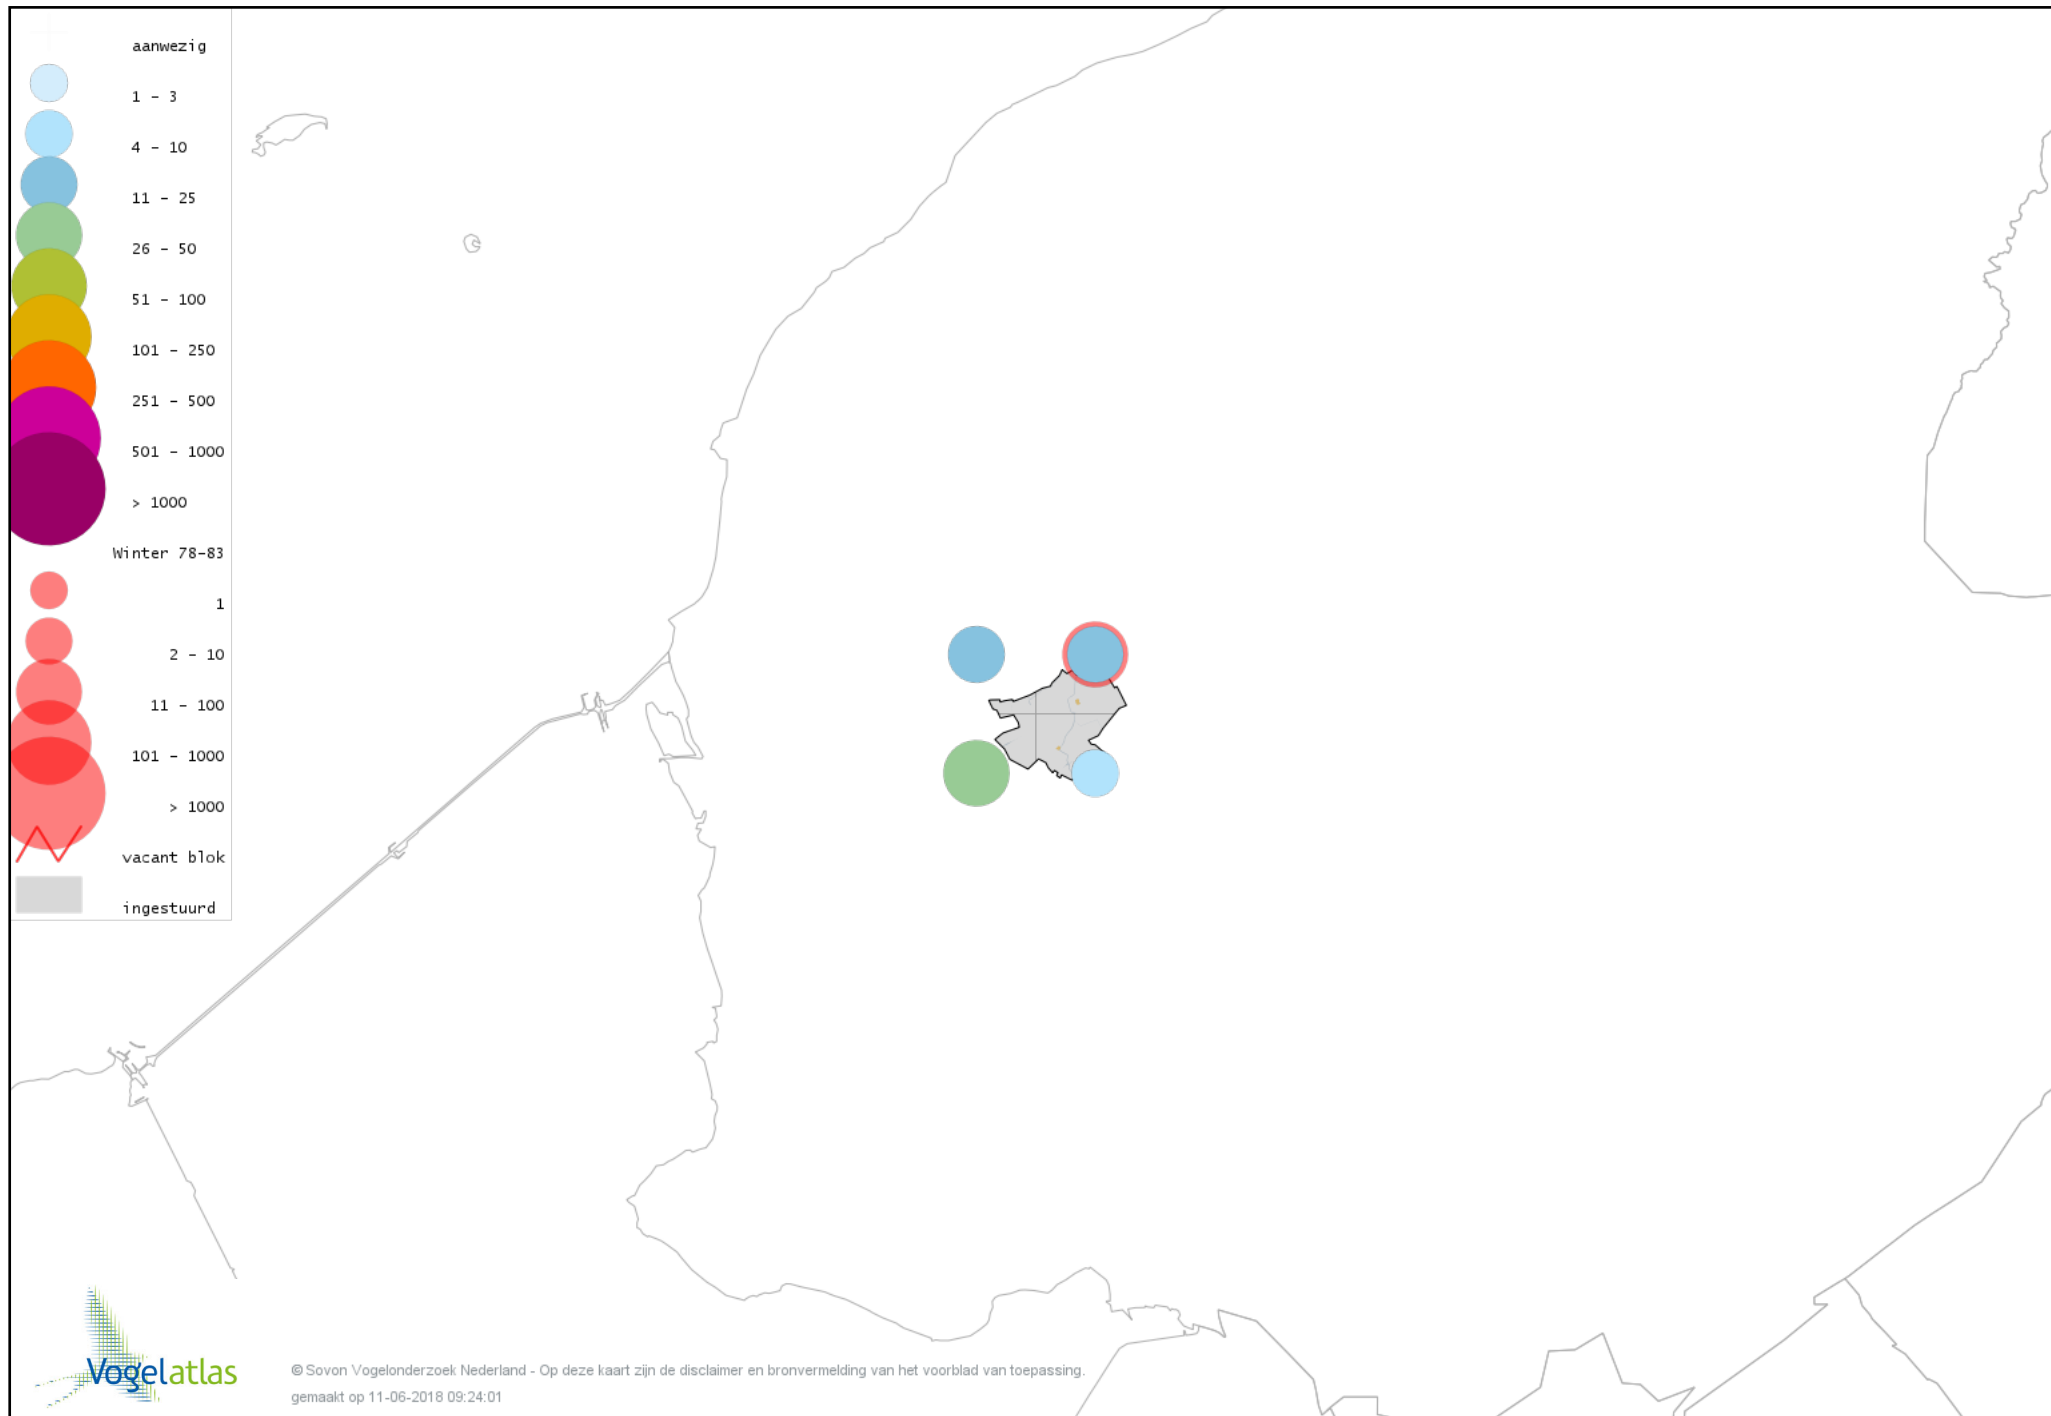 aanwezig
1 - 3
4 - 10
11 - 25
26 - 50
51 - 100
101 - 250
251 - 500
501 - 1000
> 1000
Winter 78-83
1
2 - 10
11 - 100
101 - 1000
> 1000
vacant blok
ingestuurd
Vogelatlas
© Sovon Vogelonderzoek Nederland - Op deze kaart zijn de disclaimer en bronvermelding van het voorblad van toepassing.
gemaakt op 11-06-2018 09:24:01